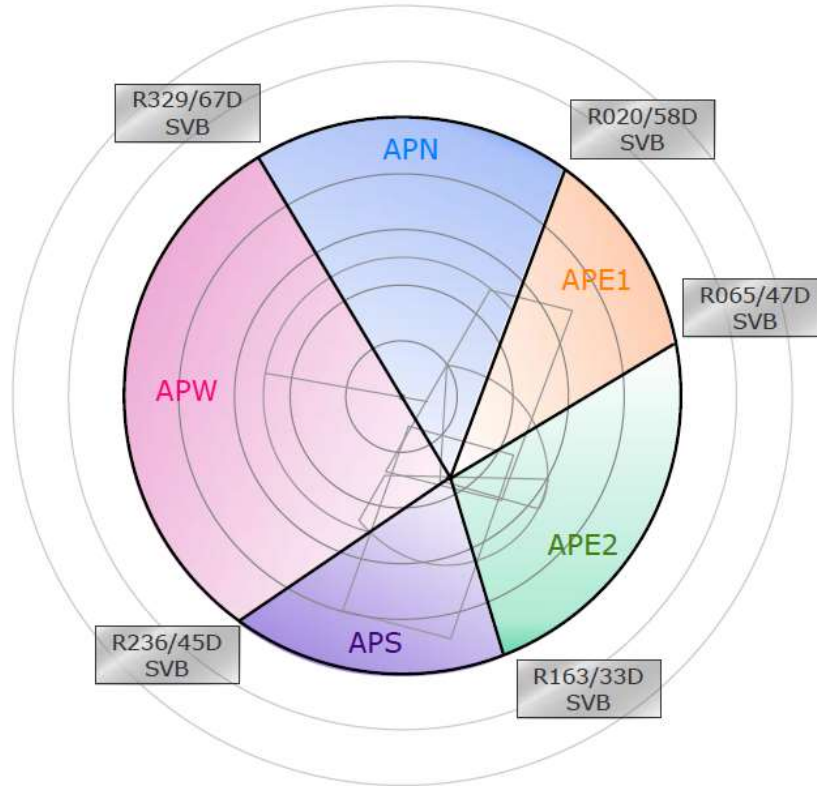 R329/67D
SVB
R020/58D
SVB
APN
APE1
R065/47D
SVB
APW
APE2
R236/45D
SVB
APS
R163/33D
SVB